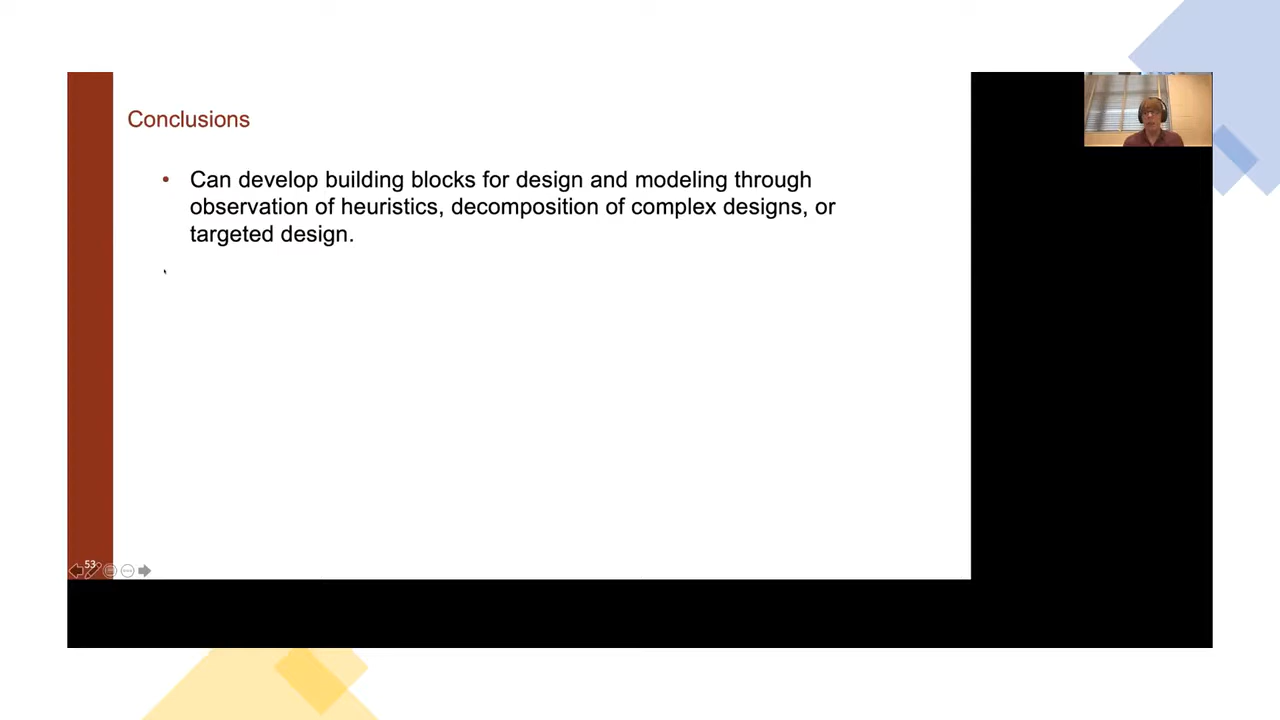 Conclusions
• Can develop building blocks for design and modeling through
observation of heuristics, decomposition of complex designs, or
targeted design.
53